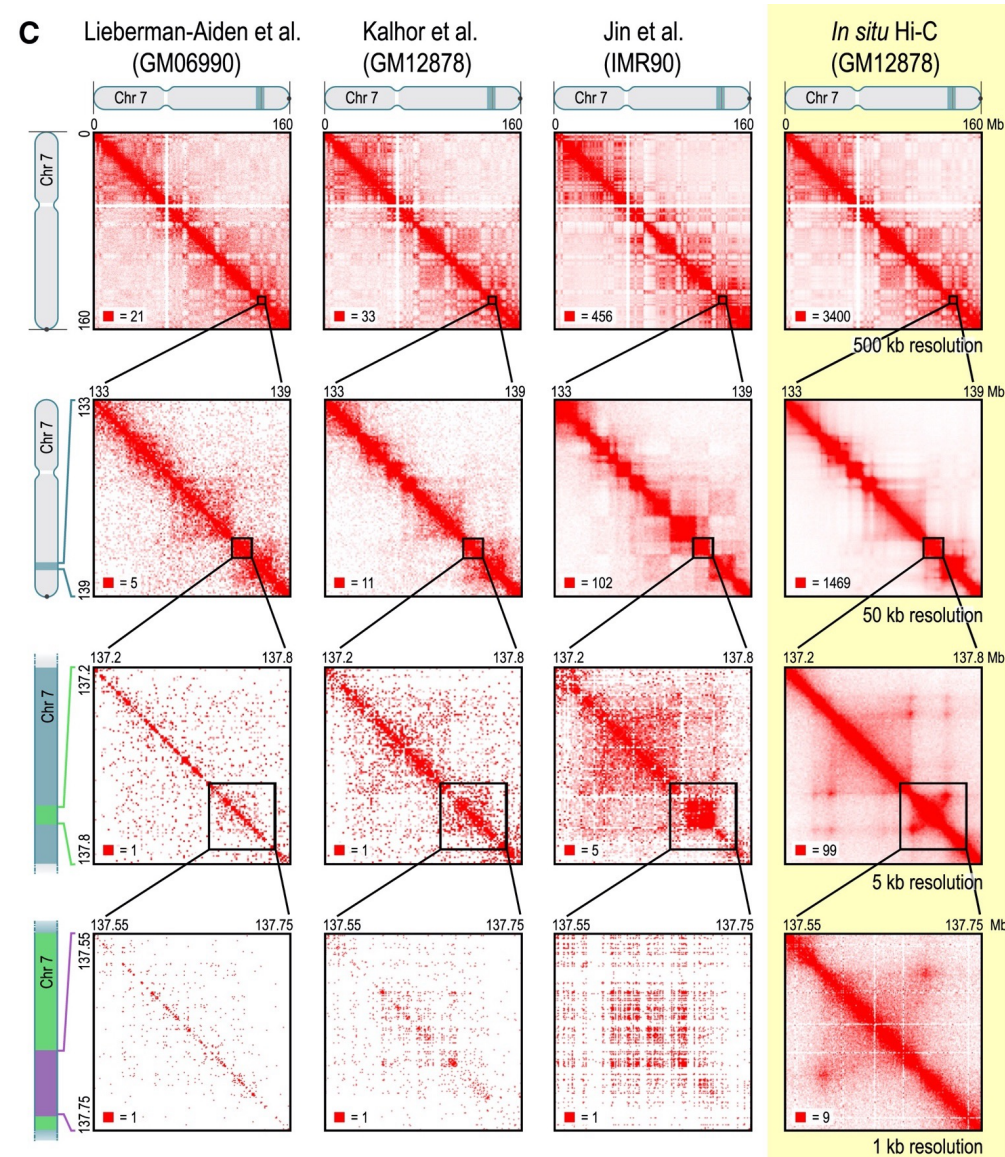 C
Lieberman-Aiden et al. Kalhor et al. Jin et al. In situ Hi-C
(GM06990) (GM12878) (IMR90) (GM12878)
Chr 7 Chr 7 Chr 7 Chr 7
0 160 0 160 0 160 0 160 Mb
0
Chr 7
160
= 21 = 33 = 456 = 3400
500 kb resolution
133 139 133 139 133 139 133 139 Mb
133
Chr 7
139
= 5 = 11 = 102 = 1469
50 kb resolution
137.2 137.8 137.2 137.8 137.2 137.8 137.2 137.8 Mb
137.2
Chr 7
137.8
= 1 = 1 = 5 = 99
5 kb resolution
137.55 137.75 137.55 137.75 137.55 137.75 137.55 137.75 Mb
137.55
Chr 7
137.75
= 1 = 1 = 1 = 9
1 kb resolution